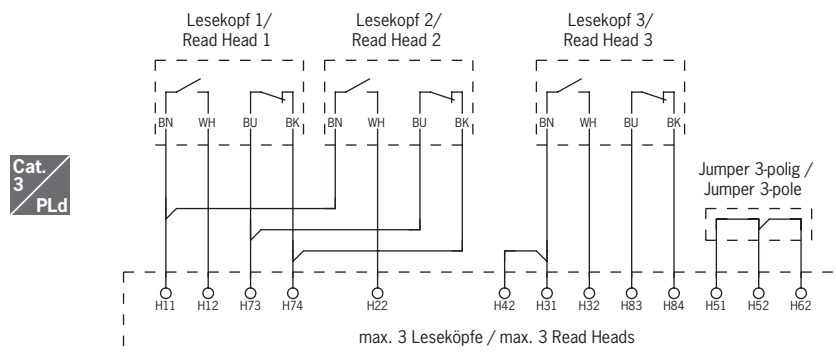 Lesekopf 1/
Read Head 1
Lesekopf 2/
Read Head 2
Lesekopf 3/
Read Head 3
BN WH BU BK BN WH BU BK BN WH BU BK
Cat.
3
PLd
Jumper 3-polig /
Jumper 3-pole
H11 H12 H73 H74 H22 H42 H31 H32 H83 H84 H51 H52 H62
max. 3 Leseköpfe / max. 3 Read Heads